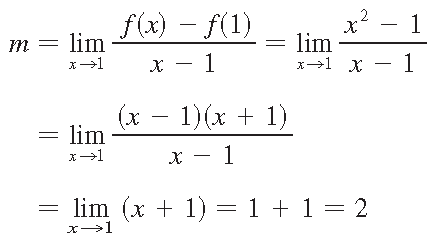 m = lim_{x→1} (f(x) − f(1))/(x − 1) = lim_{x→1} (x² − 1)/(x − 1)
= lim_{x→1} ((x − 1)(x + 1))/(x − 1)
= lim_{x→1} (x + 1) = 1 + 1 = 2